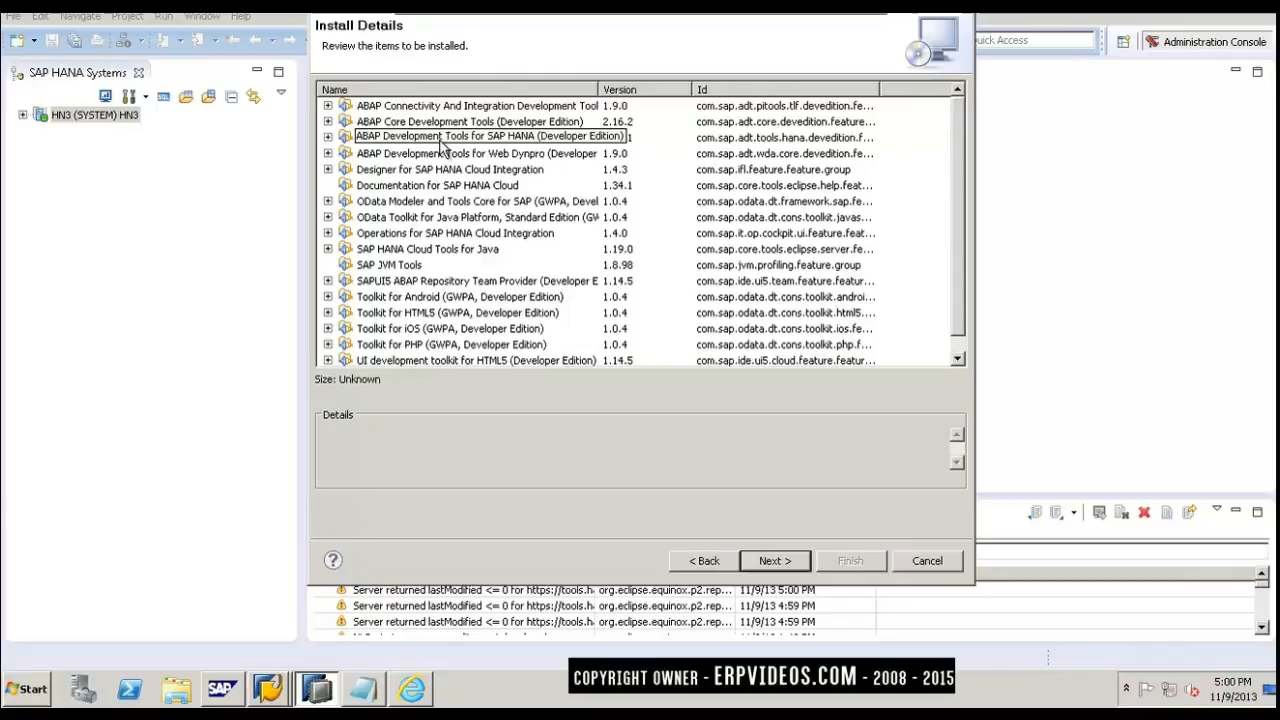 File Edit Navigate Project Run Window Help
Install Details
Review the items to be installed.
Quick Access
Administration Console
SAP HANA Systems
HN3 (SYSTEM) HN3
Name Version Id
ABAP Connectivity And Integration Development Tool 1.9.0 com.sap.adt.pitools.tlf.devedition.fe...
ABAP Core Development Tools (Developer Edition) 2.16.2 com.sap.adt.core.devedition.feature...
ABAP Development Tools for SAP HANA (Developer Edition) 1 com.sap.adt.tools.hana.devedition.f...
ABAP Development Tools for Web Dynpro (Developer 1.9.0 com.sap.adt.wda.core.devedition.fe...
Designer for SAP HANA Cloud Integration 1.4.3 com.sap.ifl.feature.feature.group
Documentation for SAP HANA Cloud 1.34.1 com.sap.core.tools.eclipse.help.feat...
OData Modeler and Tools Core for SAP (GWPA, Devel 1.0.4 com.sap.odata.dt.framework.sap.fe...
OData Toolkit for Java Platform, Standard Edition (GW 1.0.4 com.sap.odata.dt.cons.toolkit.javas...
Operations for SAP HANA Cloud Integration 1.4.0 com.sap.it.op.cockpit.ui.feature.feat...
SAP HANA Cloud Tools for Java 1.19.0 com.sap.core.tools.eclipse.server.fe...
SAP JVM Tools 1.8.98 com.sap.jvm.profiling.feature.group
SAPUI5 ABAP Repository Team Provider (Developer E 1.14.5 com.sap.ide.ui5.team.feature.featur...
Toolkit for Android (GWPA, Developer Edition) 1.0.4 com.sap.odata.dt.cons.toolkit.androi...
Toolkit for HTML5 (GWPA, Developer Edition) 1.0.4 com.sap.odata.dt.cons.toolkit.html5...
Toolkit for iOS (GWPA, Developer Edition) 1.0.4 com.sap.odata.dt.cons.toolkit.ios.fe...
Toolkit for PHP (GWPA, Developer Edition) 1.0.4 com.sap.odata.dt.cons.toolkit.php.f...
UI development toolkit for HTML5 (Developer Edition) 1.14.5 com.sap.ide.ui5.cloud.feature.featur...
Size: Unknown
Details
< Back Next > Finish Cancel
Server returned lastModified <= 0 for https://tools.ha org.eclipse.equinox.p2.rep... 11/9/13 5:00 PM
Server returned lastModified <= 0 for https://tools.ha org.eclipse.equinox.p2.rep... 11/9/13 4:59 PM
Server returned lastModified <= 0 for https://tools.ha org.eclipse.equinox.p2.rep... 11/9/13 4:59 PM
COPYRIGHT OWNER - ERPVIDEOS.COM - 2008 - 2015
Start
SAP
5:00 PM
11/9/2013